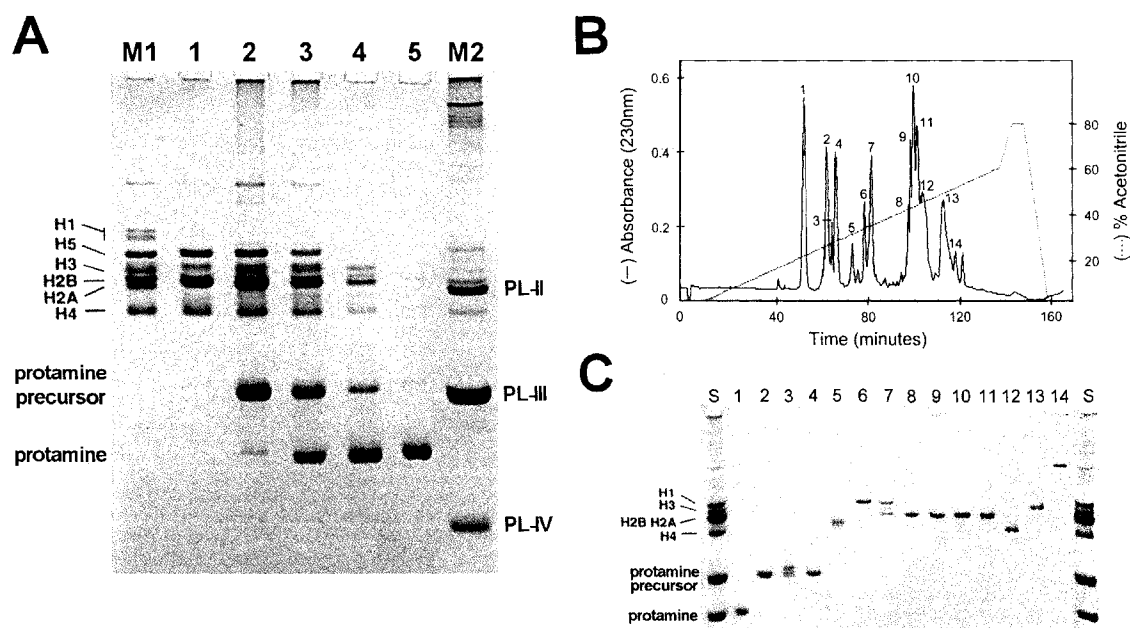 A
M1 1 2 3 4 5 M2
H1
H5
H3
H2B
H2A
H4
protamine
precursor
protamine
PL-II
PL-III
PL-IV
B
(—) Absorbance (230nm)
0.6
0.4
0.2
0
1
2
3
4
5
6
7
8
9
10
11
12
13
14
80
60
40
20
(····) % Acetonitrile
0 40 80 120 160
Time (minutes)
C
S 1 2 3 4 5 6 7 8 9 10 11 12 13 14 S
H1
H3
H2B H2A
H4
protamine
precursor
protamine